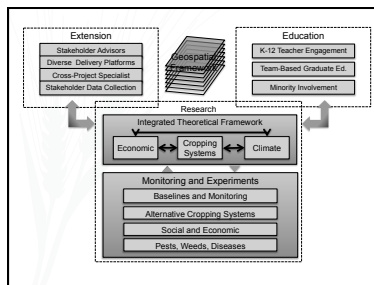 Extension
Stakeholder Advisors
Diverse Delivery Platforms
Cross-Project Specialist
Stakeholder Data Collection
Geospatial
Framework
Education
K-12 Teacher Engagement
Team-Based Graduate Ed.
Minority Involvement
Research
Integrated Theoretical Framework
Economic
Cropping
Systems
Climate
Monitoring and Experiments
Baselines and Monitoring
Alternative Cropping Systems
Social and Economic
Pests, Weeds, Diseases